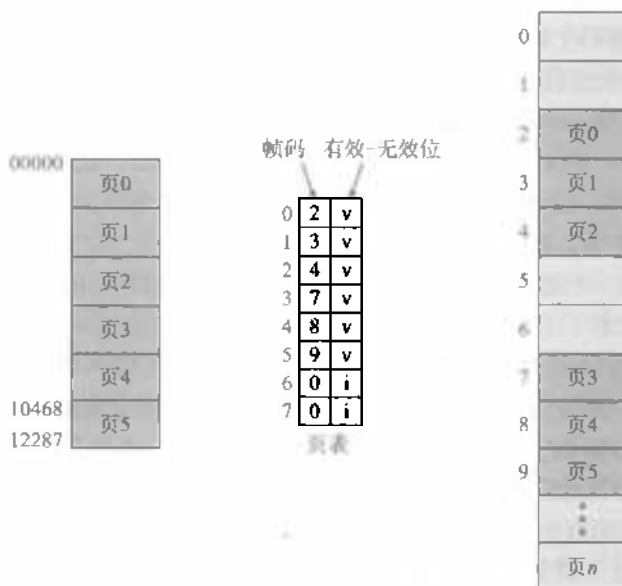 00000
页0
页1
页2
页3
页4
页5
10468
12287
帧码 有效-无效位
0 2 v
1 3 v
2 4 v
3 7 v
4 8 v
5 9 v
6 0 i
7 0 i
页表
0
1
2 页0
3 页1
4 页2
5
6
7 页3
8 页4
9 页5
⋮
页n